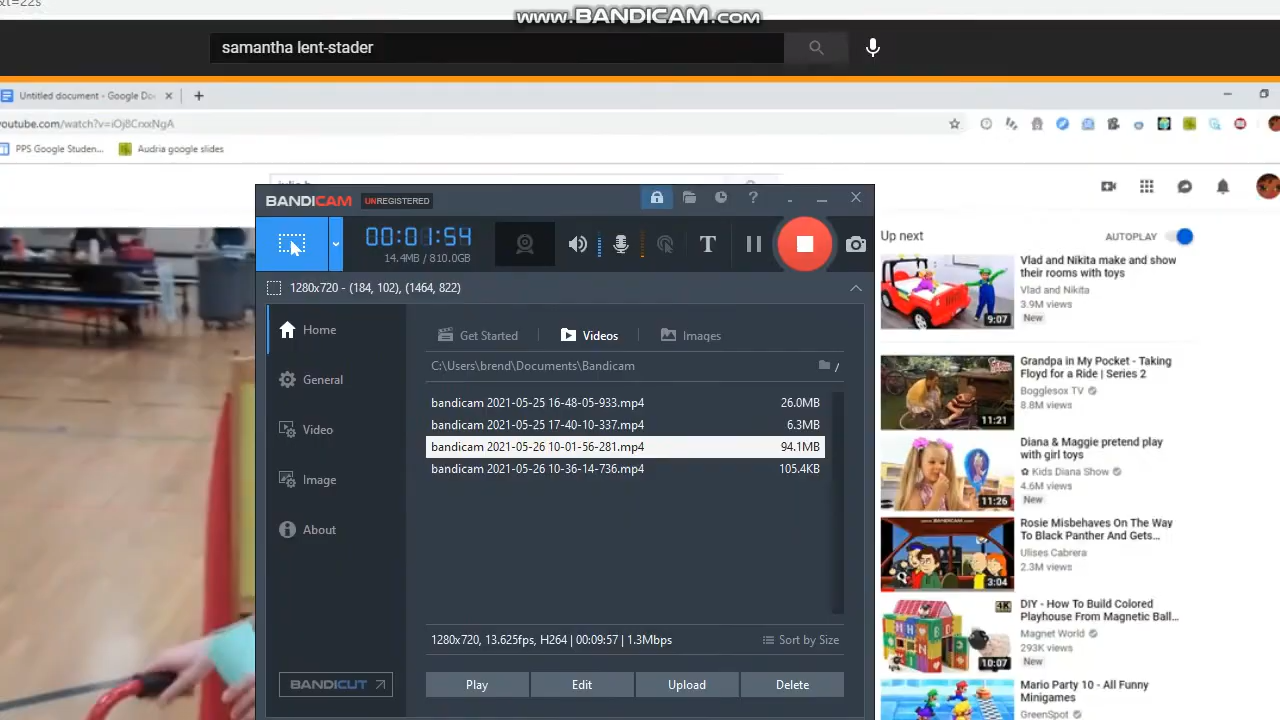 &t=22s
www.BANDICAM.com
samantha lent-stader
Untitled document - Google Do
youtube.com/watch?v=iOj8CrxxNgA
PPS Google Studen...
Audria google slides
BANDICAM
UNREGISTERED
?
00:01:54
14.4MB / 810.0GB
T
1280x720 - (184, 102), (1464, 822)
Home
General
Video
Image
About
BANDICUT
Get Started
Videos
Images
C:\Users\brend\Documents\Bandicam
/
bandicam 2021-05-25 16-48-05-933.mp4 26.0MB
bandicam 2021-05-25 17-40-10-337.mp4 6.3MB
bandicam 2021-05-26 10-01-56-281.mp4 94.1MB
bandicam 2021-05-26 10-36-14-736.mp4 105.4KB
1280x720, 13.625fps, H264 | 00:09:57 | 1.3Mbps
Sort by Size
Play
Edit
Upload
Delete
Up next
AUTOPLAY
Vlad and Nikita make and show
their rooms with toys
Vlad and Nikita
3.9M views
New
9:07
Grandpa in My Pocket - Taking
Floyd for a Ride | Series 2
Bogglesox TV
8.8M views
11:21
Diana & Maggie pretend play
with girl toys
Kids Diana Show
4.6M views
New
11:26
Rosie Misbehaves On The Way
To Black Panther And Gets...
Ulises Cabrera
2.3M views
3:04
DIY - How To Build Colored
Playhouse From Magnetic Ball...
Magnet World
293K views
New
4K
10:07
Mario Party 10 - All Funny
Minigames
GreenSpot